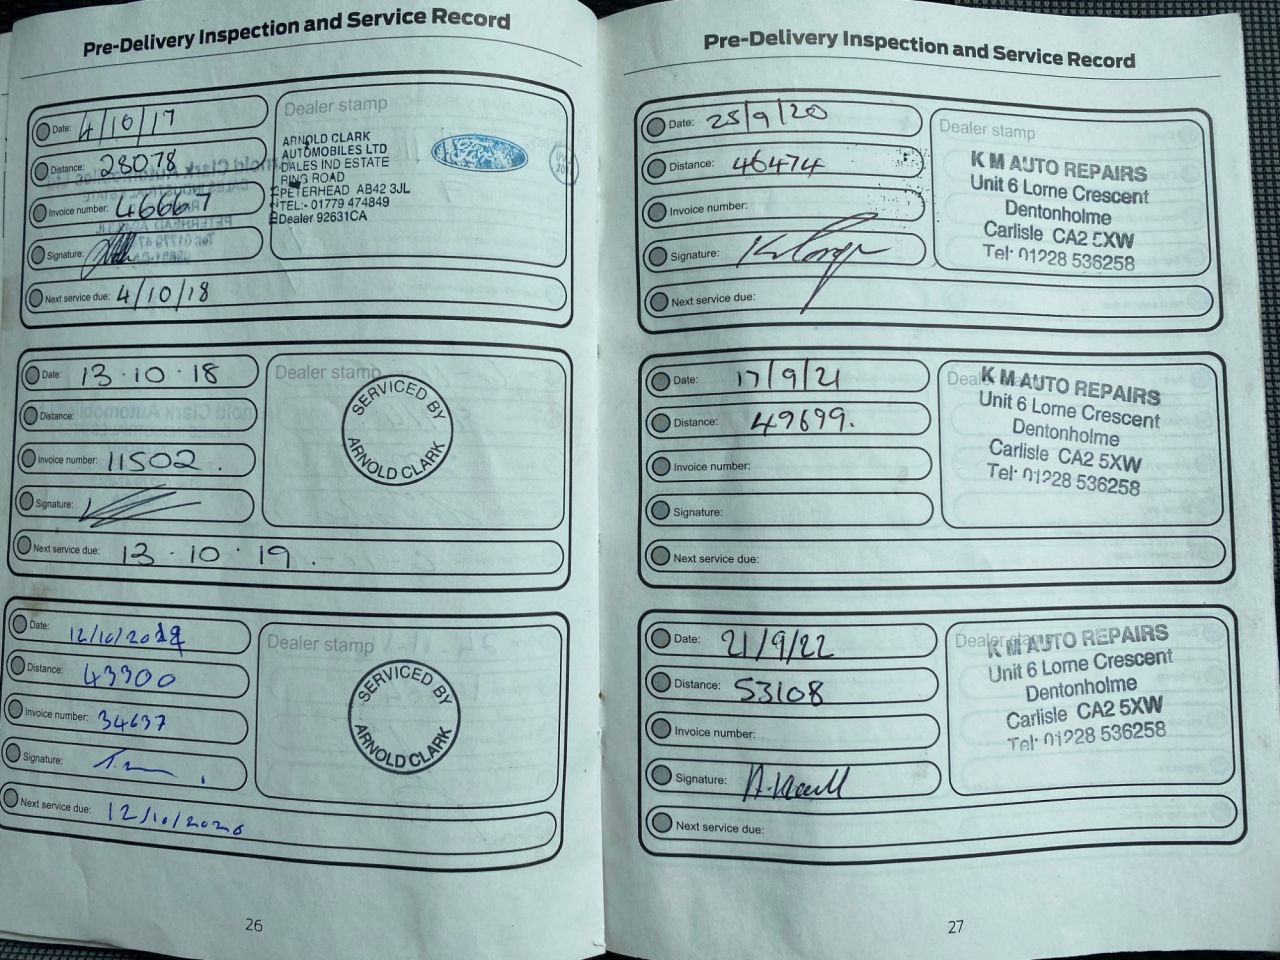 Pre-Delivery Inspection and Service Record
Date: 4/10/17
Distance: 28078
Invoice number: 46667
Signature:
Next service due: 4/10/18
Dealer stamp
ARNOLD CLARK
AUTOMOBILES LTD
DALES IND ESTATE
RING ROAD
PETERHEAD AB42 3JL
TEL:- 01779 474849
Dealer 92631CA
Date: 13·10·18
Distance:
Invoice number: 11502.
Signature:
Next service due: 13·10·19.
Dealer stamp
SERVICED BY
ARNOLD CLARK
Date: 12/10/2019
Distance: 43300
Invoice number: 34637
Signature:
Next service due: 12/10/2020
Dealer stamp
SERVICED BY
ARNOLD CLARK
26
Pre-Delivery Inspection and Service Record
Date: 25/9/20
Distance: 46474
Invoice number:
Signature:
Next service due:
Dealer stamp
K M AUTO REPAIRS
Unit 6 Lorne Crescent
Dentonholme
Carlisle CA2 5XW
Tel: 01228 536258
Date: 17/9/21
Distance: 49699.
Invoice number:
Signature:
Next service due:
Dealer stamp
K M AUTO REPAIRS
Unit 6 Lorne Crescent
Dentonholme
Carlisle CA2 5XW
Tel: 01228 536258
Date: 21/9/22
Distance: 53108
Invoice number:
Signature:
Next service due:
Dealer stamp
K M AUTO REPAIRS
Unit 6 Lorne Crescent
Dentonholme
Carlisle CA2 5XW
Tel: 01228 536258
27